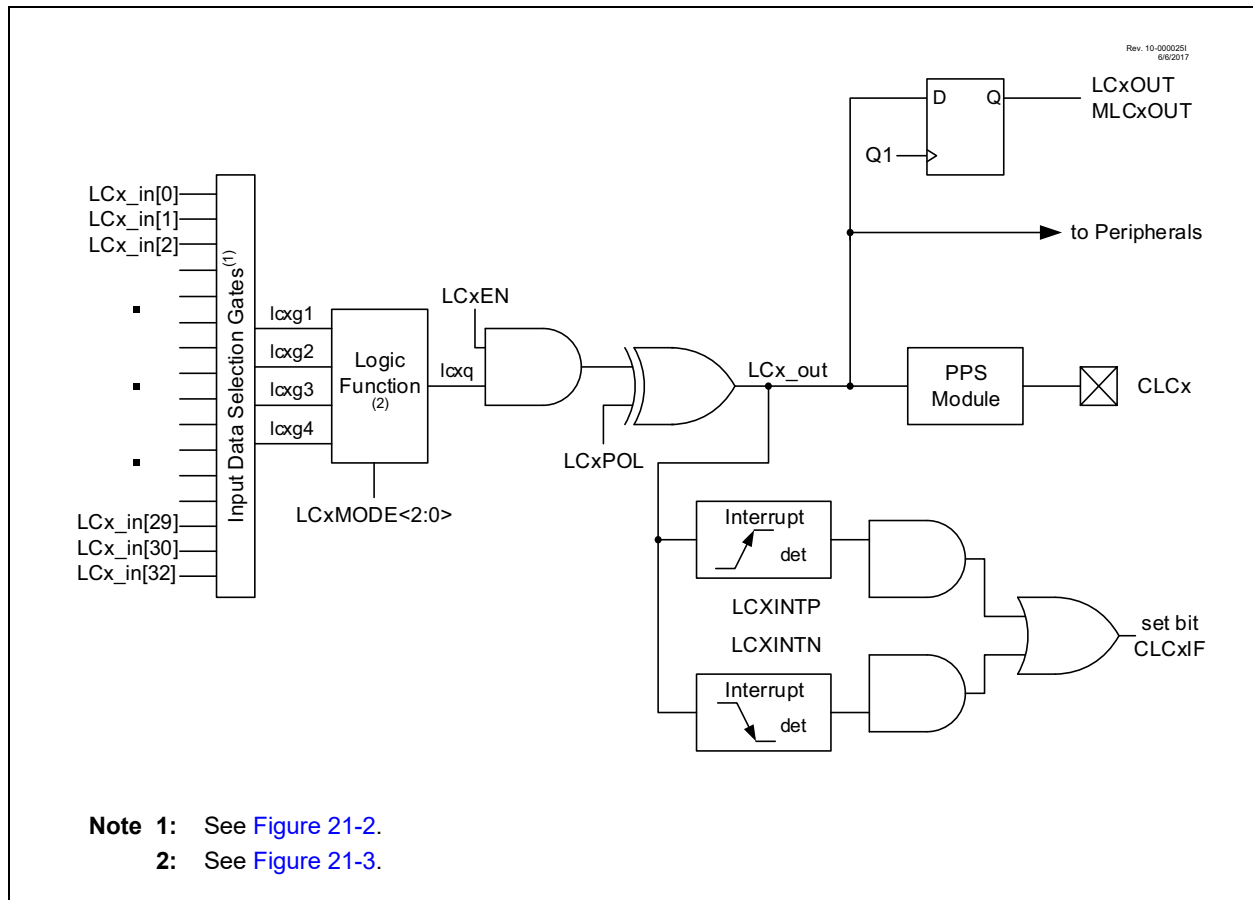 Rev. 10-000025I
6/6/2017
LCxOUT
MLCxOUT
D Q
Q1
to Peripherals
LCx_in[0]
LCx_in[1]
LCx_in[2]
LCx_in[29]
LCx_in[30]
LCx_in[32]
Input Data Selection Gates(1)
lcxg1
lcxg2
lcxg3
lcxg4
Logic
Function
(2)
LCxMODE<2:0>
lcxq
LCxEN
LCxPOL
LCx_out
PPS
Module
CLCx
Interrupt
det
LCXINTP
LCXINTN
Interrupt
det
set bit
CLCxIF
Note 1: See Figure 21-2.
2: See Figure 21-3.